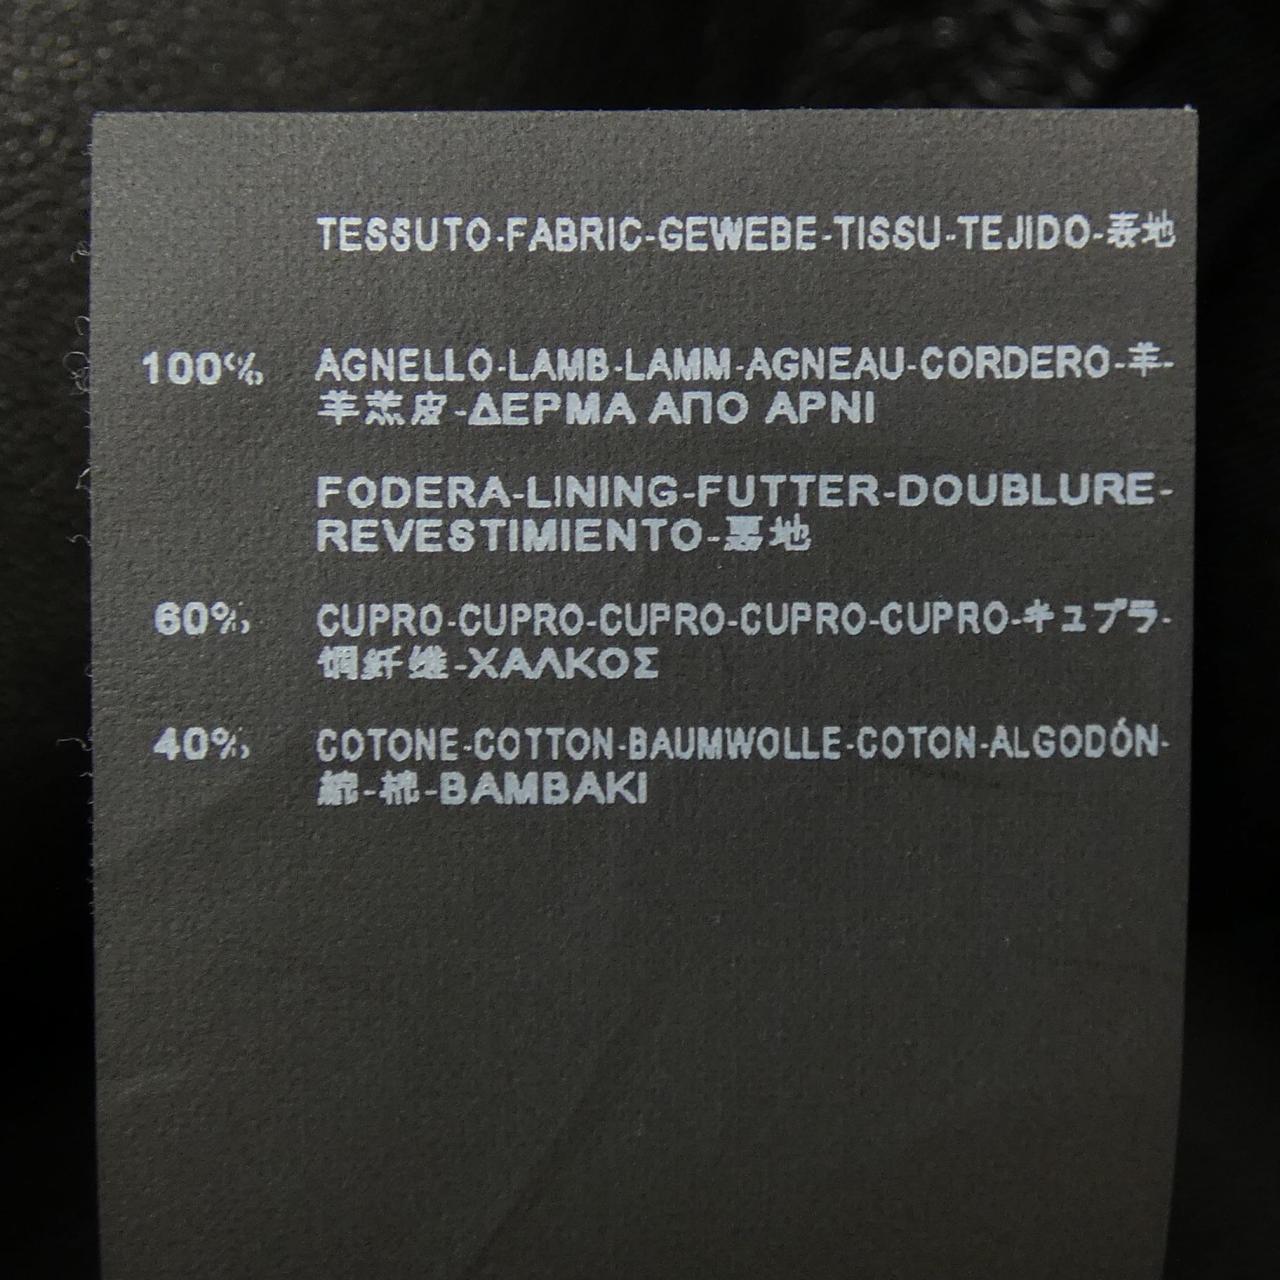 TESSUTO-FABRIC-GEWEBE-TISSU-TEJIDO-表地
100% AGNELLO-LAMB-LAMM-AGNEAU-CORDERO-羊-
羊羔皮-ΔΕΡΜΑ ΑΠΟ ΑΡΝΙ
FODERA-LINING-FUTTER-DOUBLURE-
REVESTIMIENTO-裏地
60% CUPRO-CUPRO-CUPRO-CUPRO-CUPRO-キュプラ-
铜纤维-ΧΑΛΚΟΣ
40% COTONE-COTTON-BAUMWOLLE-COTON-ALGODÓN-
綿-棉-ΒΑΜΒΑΚΙ